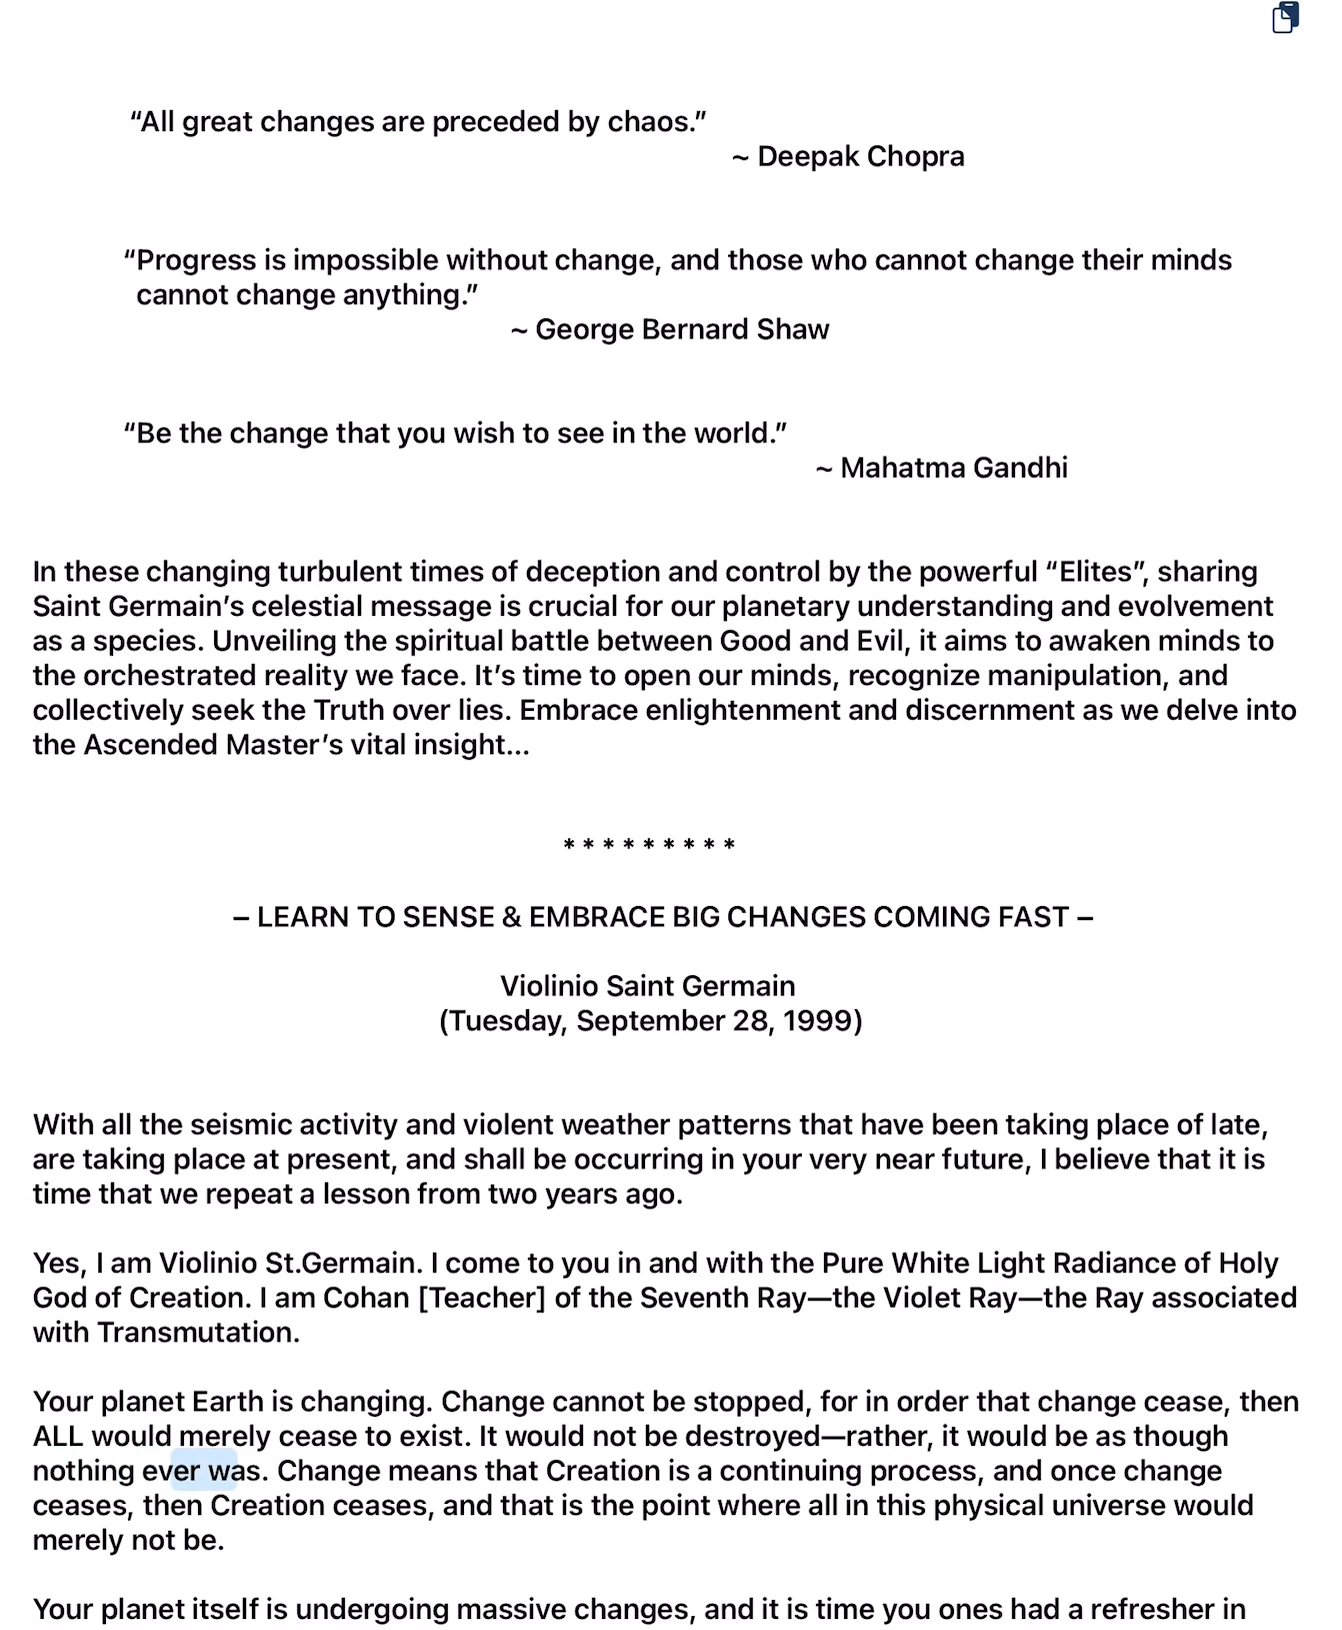 “All great changes are preceded by chaos.”
~ Deepak Chopra
“Progress is impossible without change, and those who cannot change their minds
cannot change anything.”
~ George Bernard Shaw
“Be the change that you wish to see in the world.”
~ Mahatma Gandhi
In these changing turbulent times of deception and control by the powerful “Elites”, sharing
Saint Germain’s celestial message is crucial for our planetary understanding and evolvement
as a species. Unveiling the spiritual battle between Good and Evil, it aims to awaken minds to
the orchestrated reality we face. It’s time to open our minds, recognize manipulation, and
collectively seek the Truth over lies. Embrace enlightenment and discernment as we delve into
the Ascended Master’s vital insight...
* * * * * * * * *
– LEARN TO SENSE & EMBRACE BIG CHANGES COMING FAST –
Violinio Saint Germain
(Tuesday, September 28, 1999)
With all the seismic activity and violent weather patterns that have been taking place of late,
are taking place at present, and shall be occurring in your very near future, I believe that it is
time that we repeat a lesson from two years ago.
Yes, I am Violinio St.Germain. I come to you in and with the Pure White Light Radiance of Holy
God of Creation. I am Cohan [Teacher] of the Seventh Ray—the Violet Ray—the Ray associated
with Transmutation.
Your planet Earth is changing. Change cannot be stopped, for in order that change cease, then
ALL would merely cease to exist. It would not be destroyed—rather, it would be as though
nothing ever was. Change means that Creation is a continuing process, and once change
ceases, then Creation ceases, and that is the point where all in this physical universe would
merely not be.
Your planet itself is undergoing massive changes, and it is time you ones had a refresher in